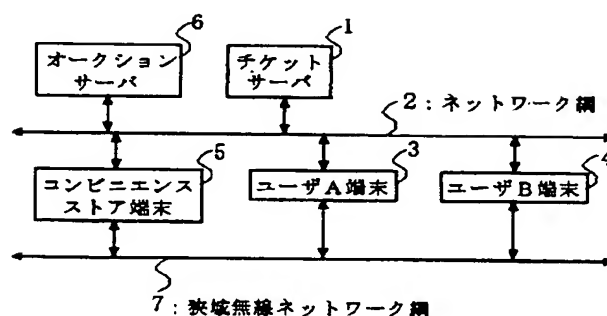 6
オークション
サーバ
1
チケット
サーバ
2：ネットワーク網
5
コンビニエンス
ストア端末
3
ユーザA端末
4
ユーザB端末
7：狭域無線ネットワーク網